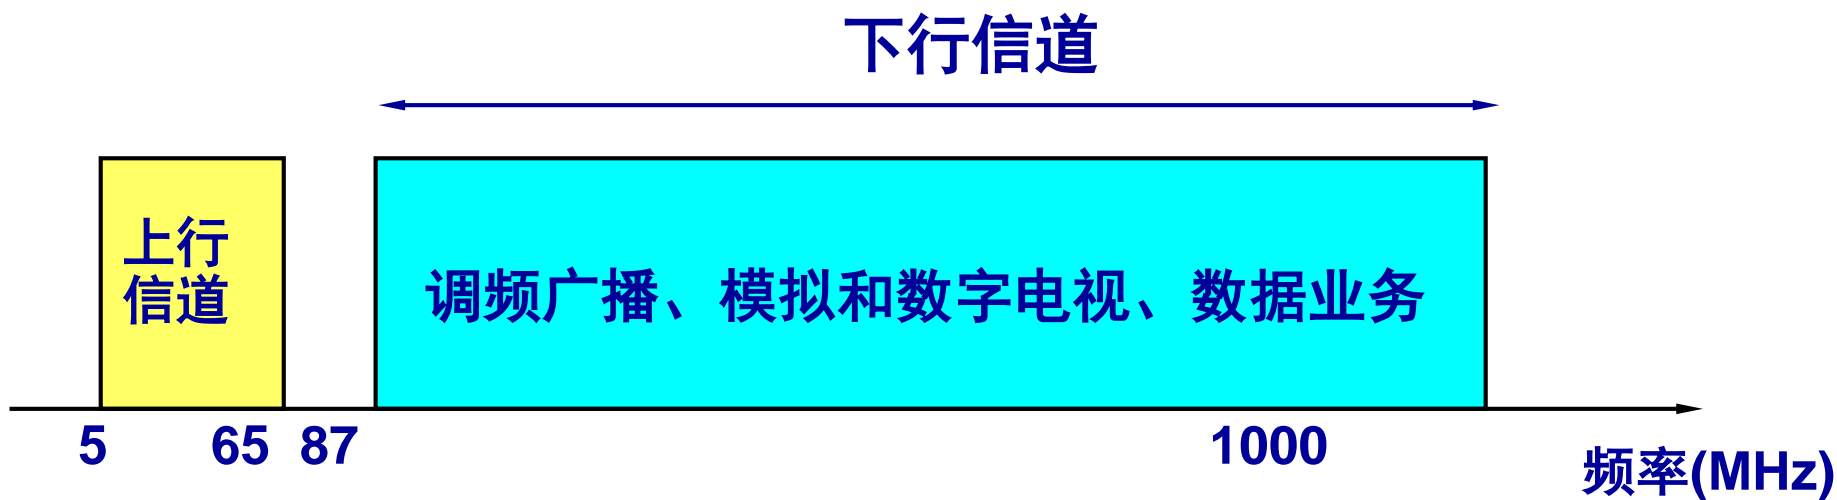 下行信道
上行
信道
调频广播、模拟和数字电视、数据业务
5 65 87 1000
频率(MHz)